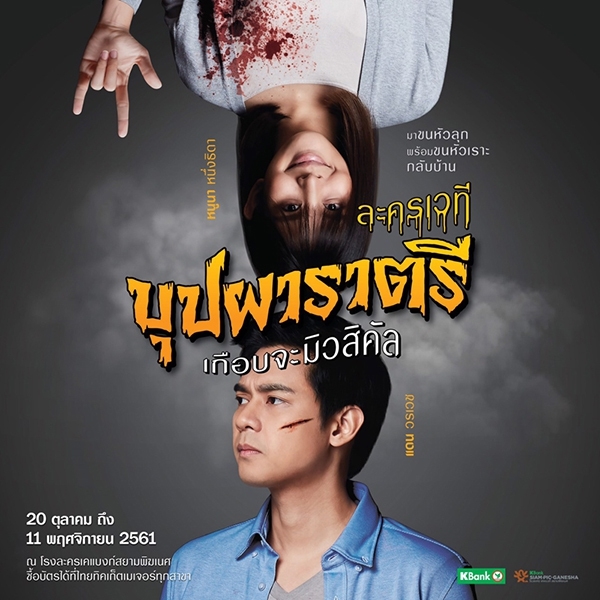 มาขนหัวลุก
พร้อมขนหัวเราะ
กลับบ้าน
หนูนา หนึ่งธิดา
ละครเวที
บุปผาราตรี
เกือบจะมิวสิคัล
แดน วรเวช
20 ตุลาคม ถึง
11 พฤศจิกายน 2561
ณ โรงละครเคแบงก์สยามพิฆเนศ
ซื้อบัตรได้ที่ไทยทิคเก็ตเมเจอร์ทุกสาขา
KBank
KBank
SIAM-PIC-GANESHA